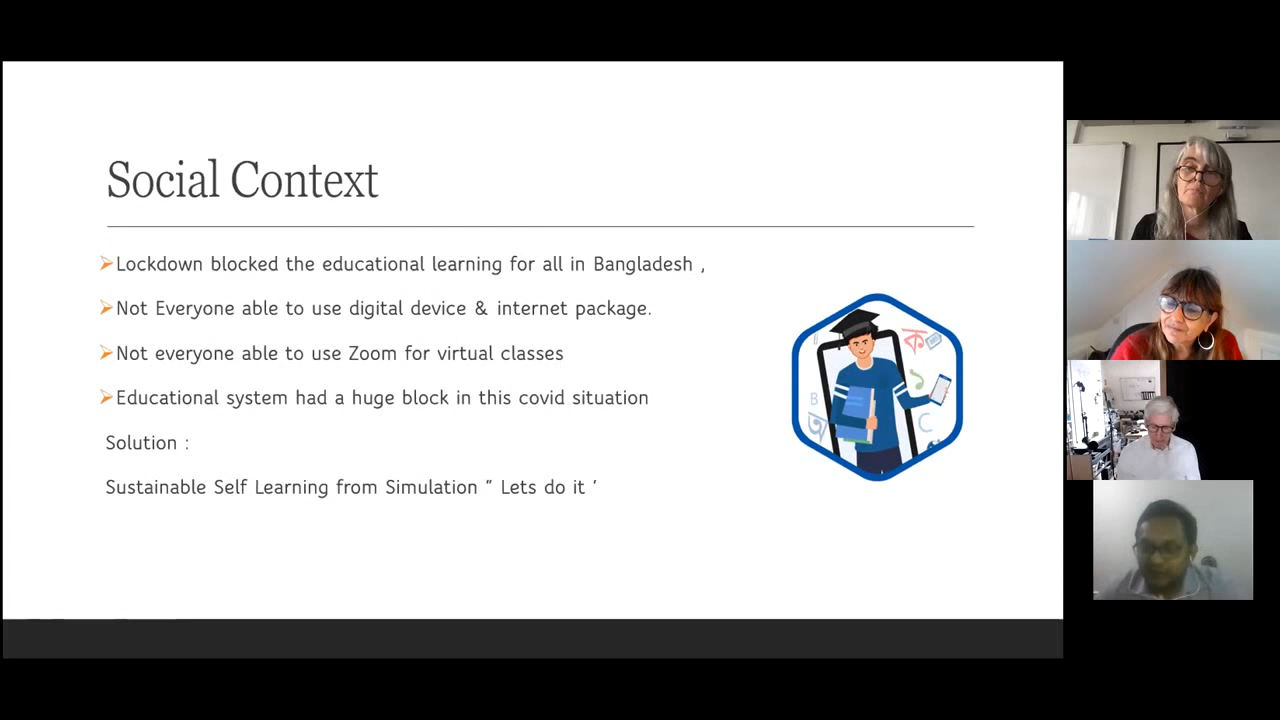 Social Context
➢Lockdown blocked the educational learning for all in Bangladesh ,
➢Not Everyone able to use digital device & internet package.
➢Not everyone able to use Zoom for virtual classes
➢Educational system had a huge block in this covid situation
Solution :
Sustainable Self Learning from Simulation “ Lets do it ‘
ক
B
অ
C